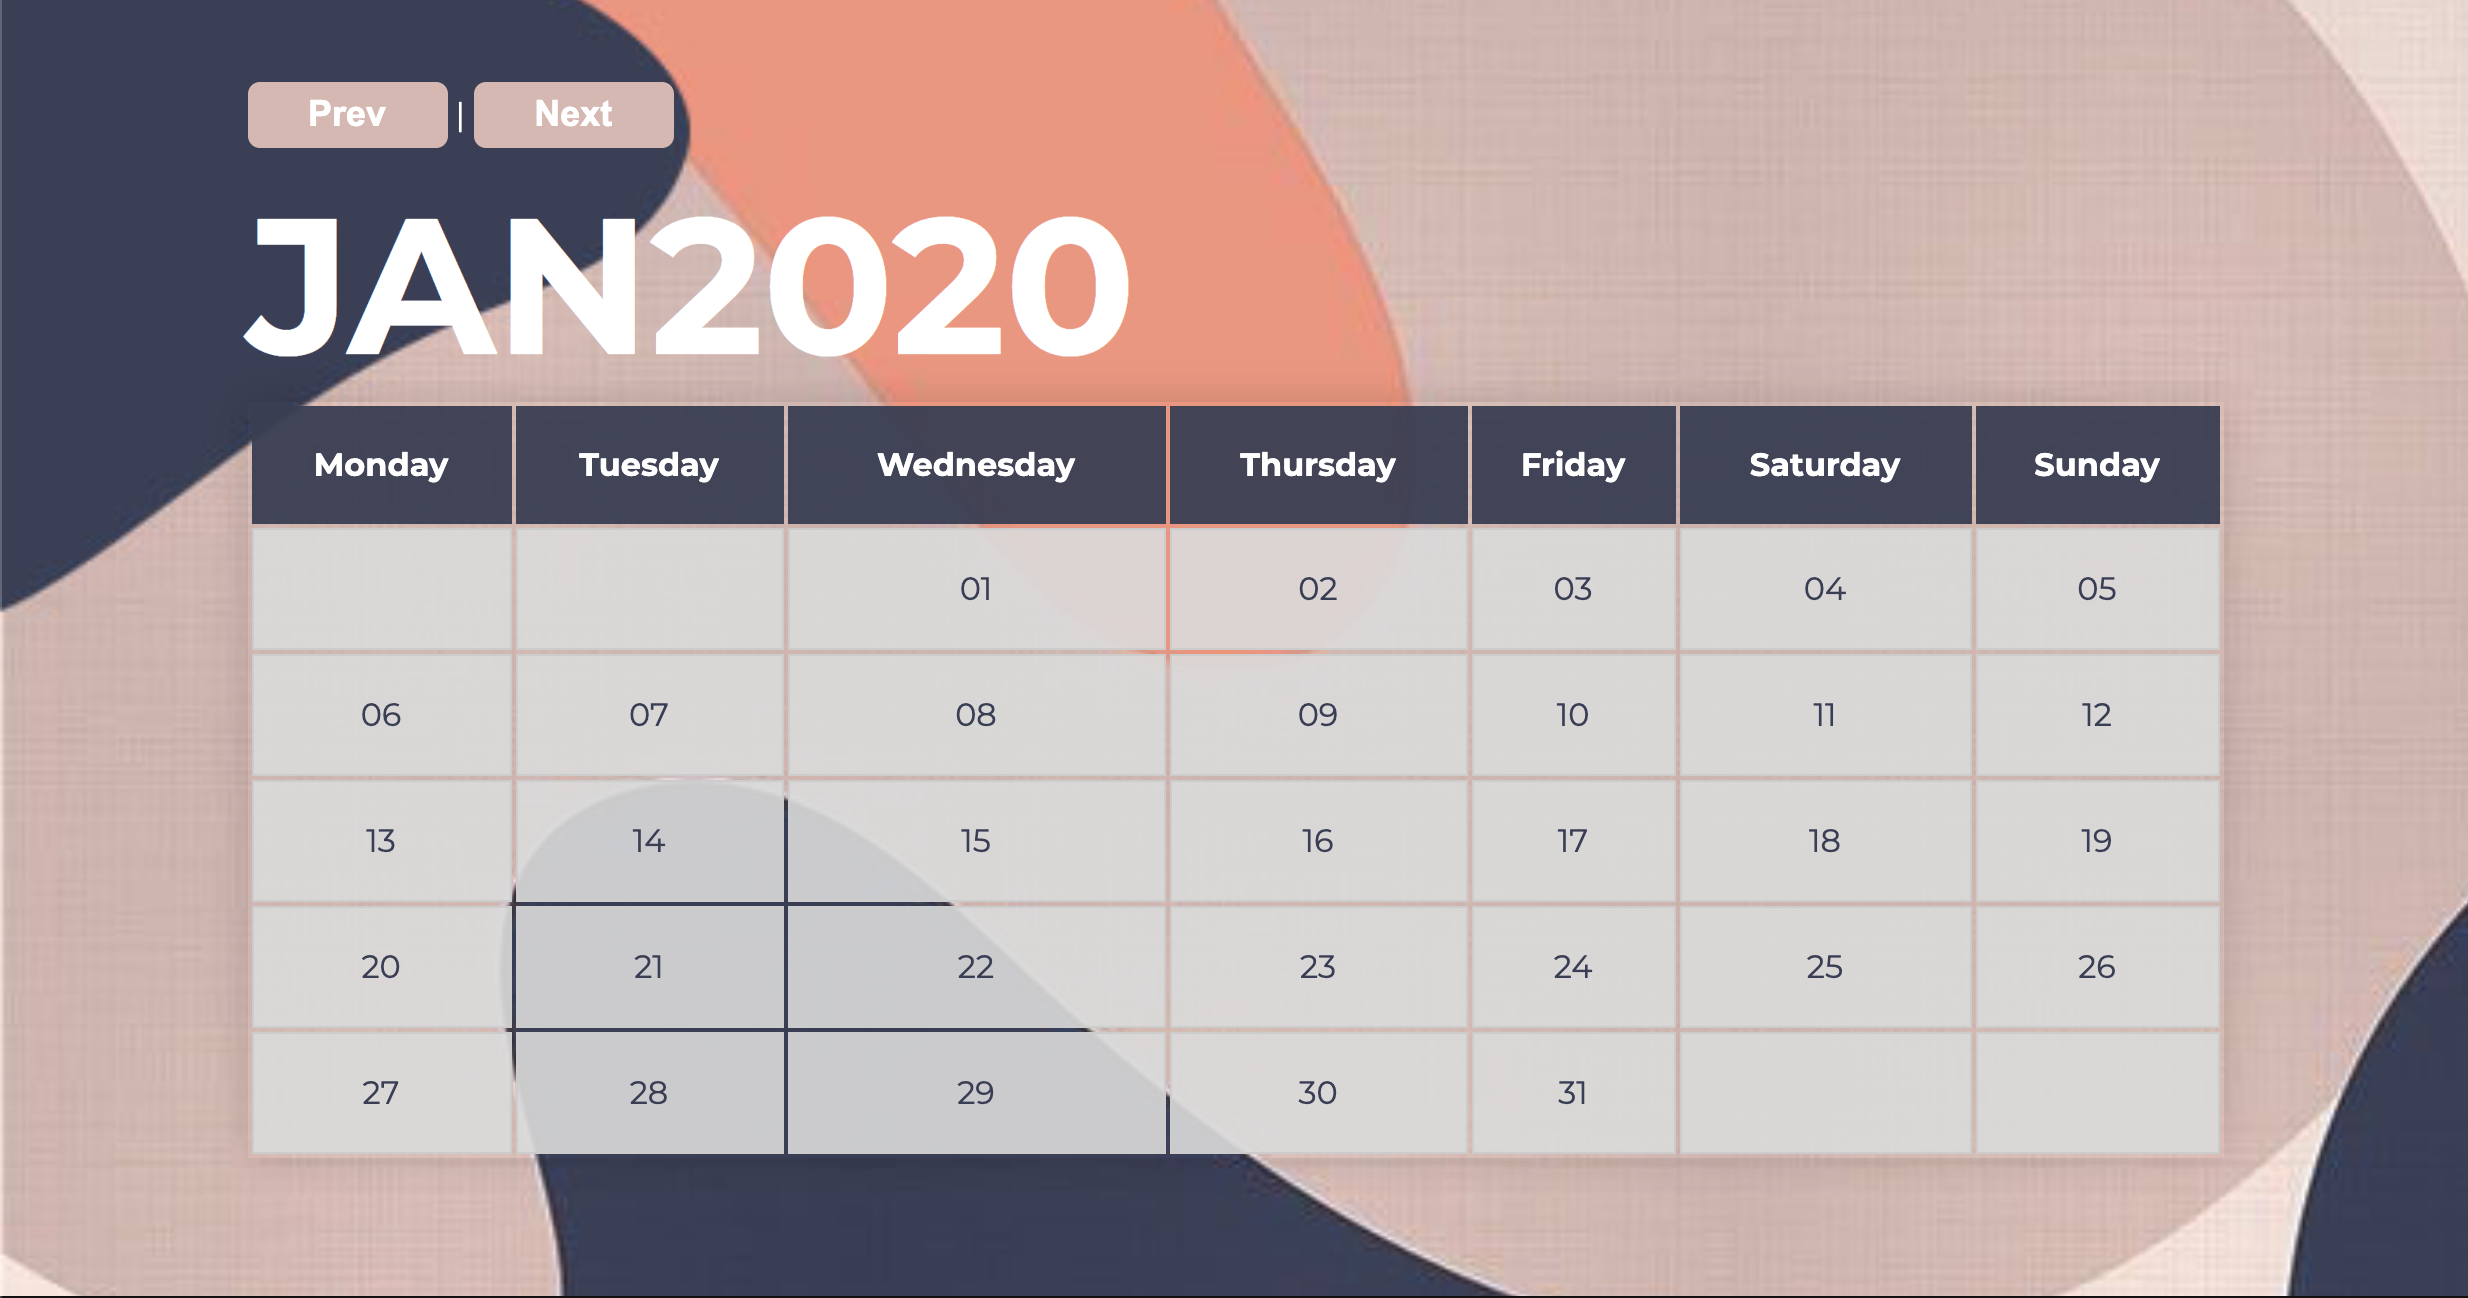 Prev | Next
JAN2020
Monday Tuesday Wednesday Thursday Friday Saturday Sunday
01 02 03 04 05
06 07 08 09 10 11 12
13 14 15 16 17 18 19
20 21 22 23 24 25 26
27 28 29 30 31